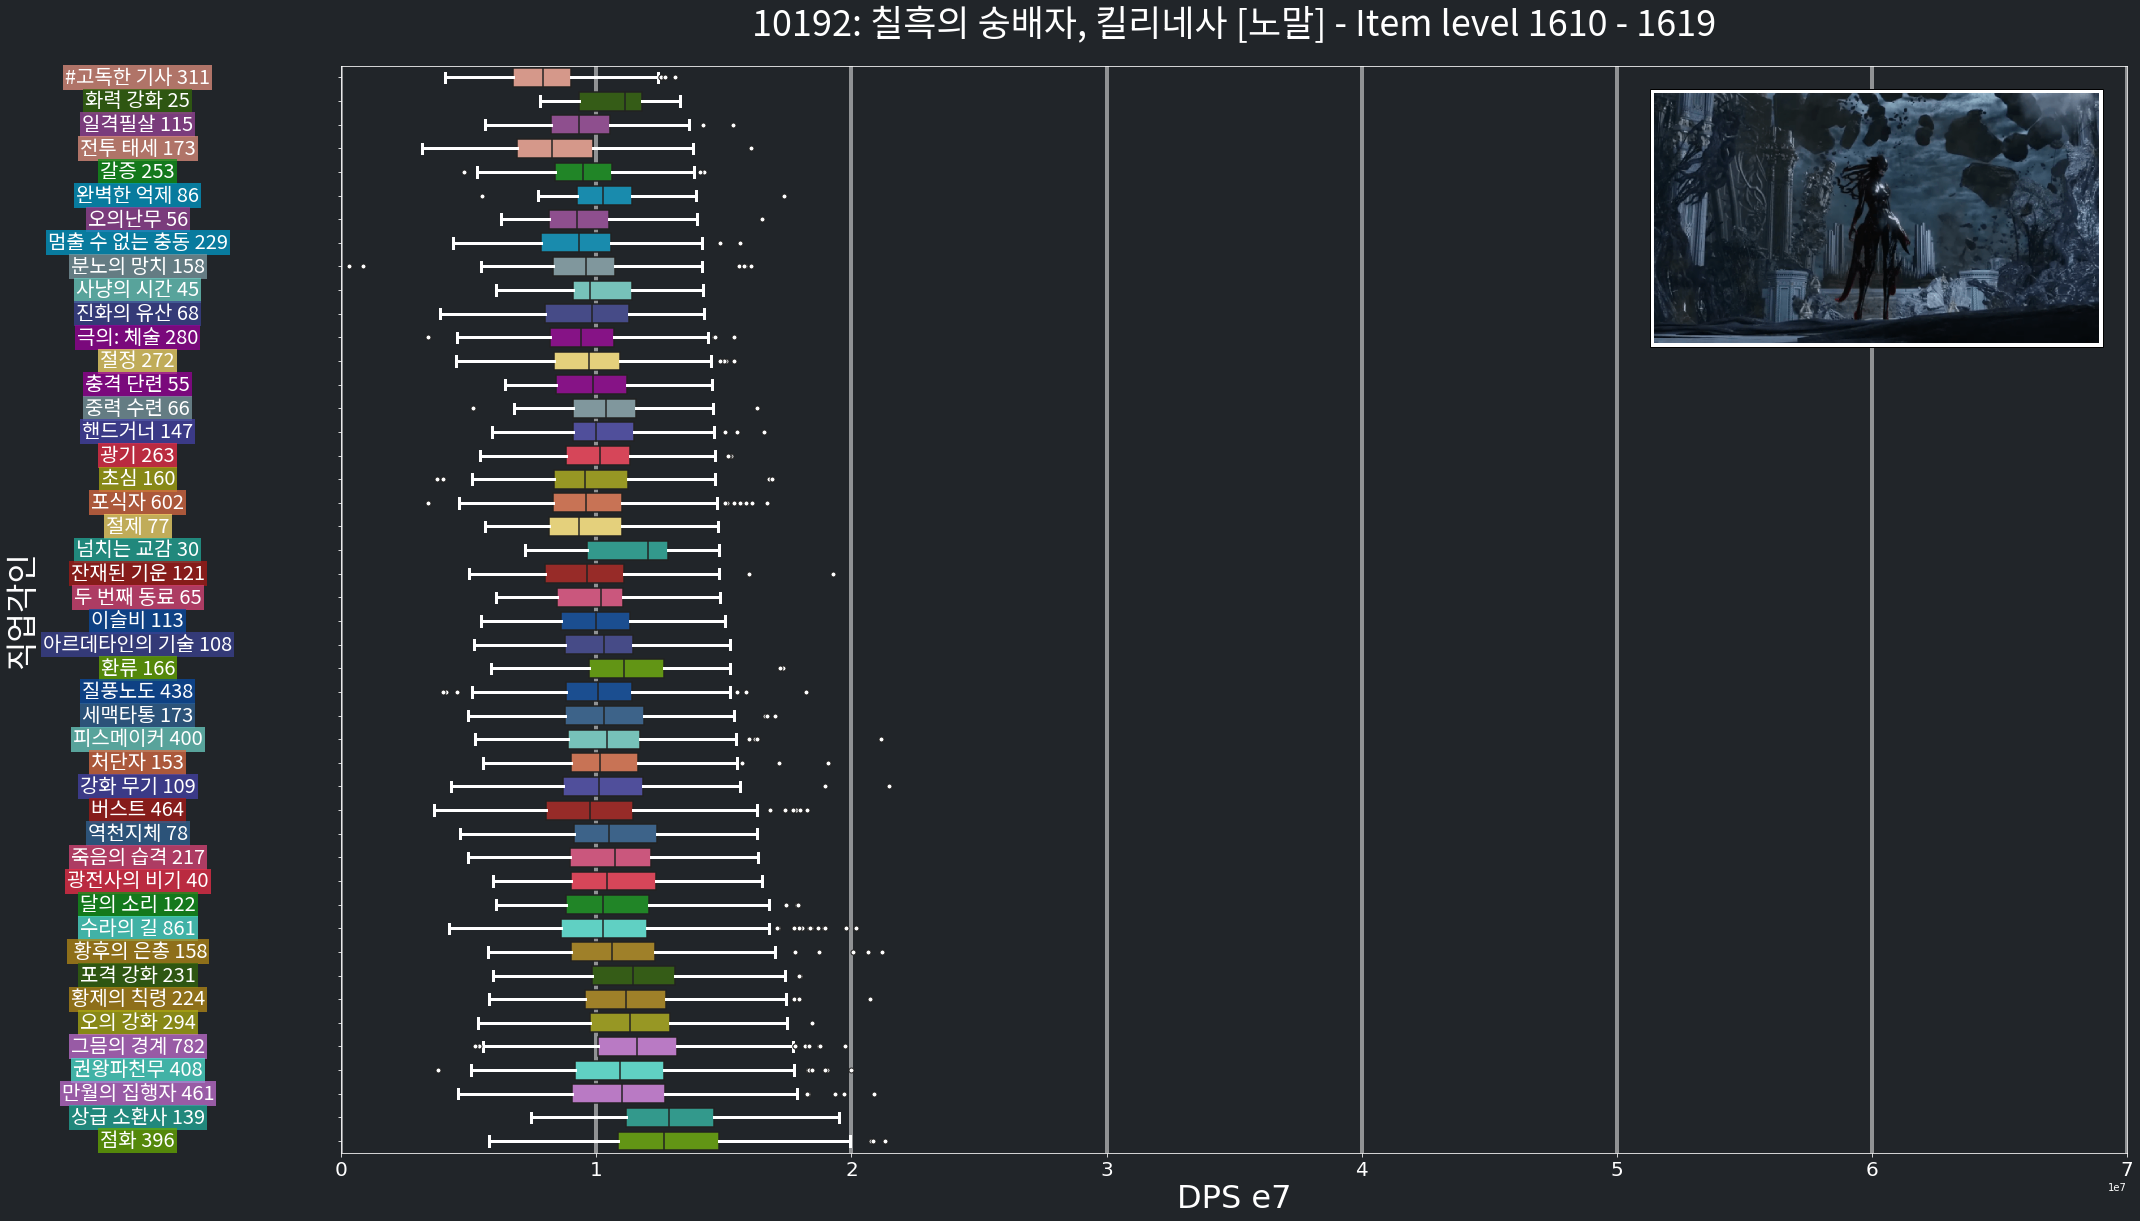 10192: 칠흑의 숭배자, 킬리네사 [노말] - Item level 1610 - 1619
직업각인
#고독한 기사 311
화력 강화 25
일격필살 115
전투 태세 173
갈증 253
완벽한 억제 86
오의난무 56
멈출 수 없는 충동 229
분노의 망치 158
사냥의 시간 45
진화의 유산 68
극의: 체술 280
절정 272
충격 단련 55
중력 수련 66
핸드거너 147
광기 263
초심 160
포식자 602
절제 77
넘치는 교감 30
잔재된 기운 121
두 번째 동료 65
이슬비 113
아르데타인의 기술 108
환류 166
질풍노도 438
세맥타통 173
피스메이커 400
처단자 153
강화 무기 109
버스트 464
역천지체 78
죽음의 습격 217
광전사의 비기 40
달의 소리 122
수라의 길 861
황후의 은총 158
포격 강화 231
황제의 칙령 224
오의 강화 294
그믐의 경계 782
권왕파천무 408
만월의 집행자 461
상급 소환사 139
점화 396
0 1 2 3 4 5 6 7
DPS e7
1e7